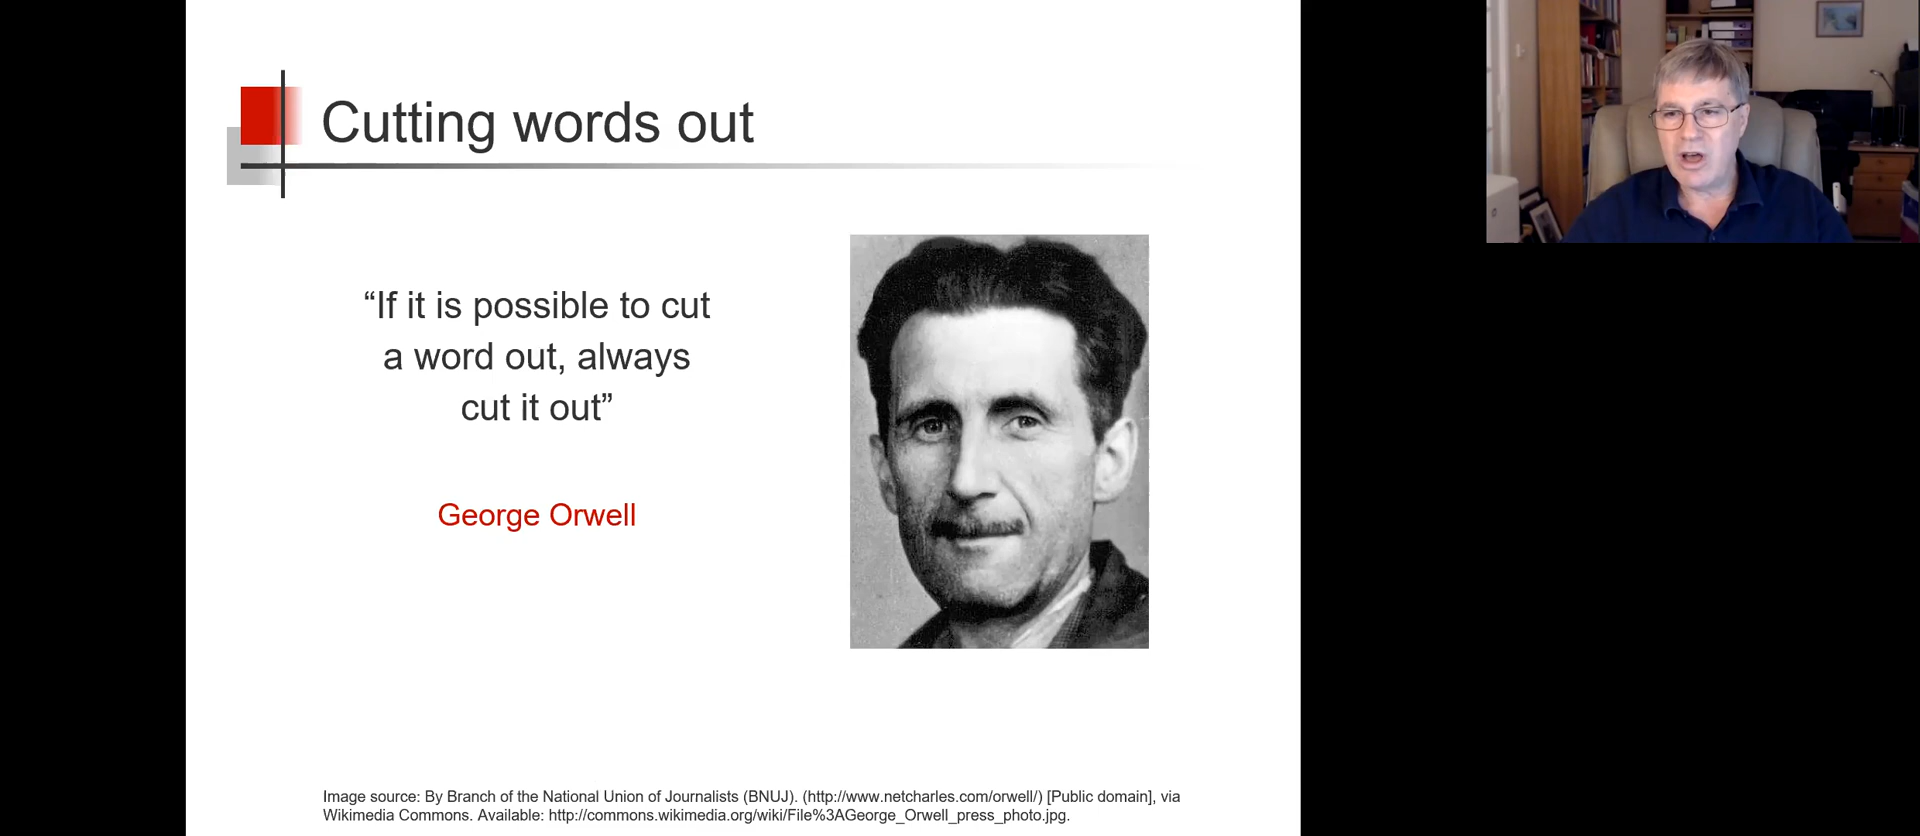 Cutting words out
“If it is possible to cut
a word out, always
cut it out”
George Orwell
Image source: By Branch of the National Union of Journalists (BNUJ). (http://www.netcharles.com/orwell/) [Public domain], via
Wikimedia Commons. Available: http://commons.wikimedia.org/wiki/File%3AGeorge_Orwell_press_photo.jpg.